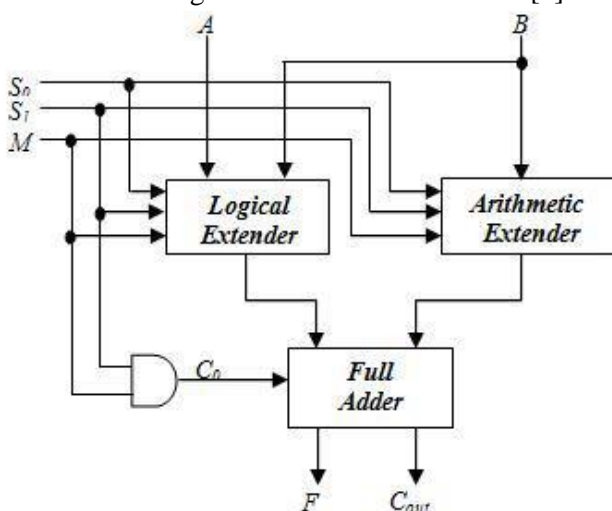 A B
S0
S1
M
Logical
Extender
Arithmetic
Extender
C0
Full
Adder
F Cout